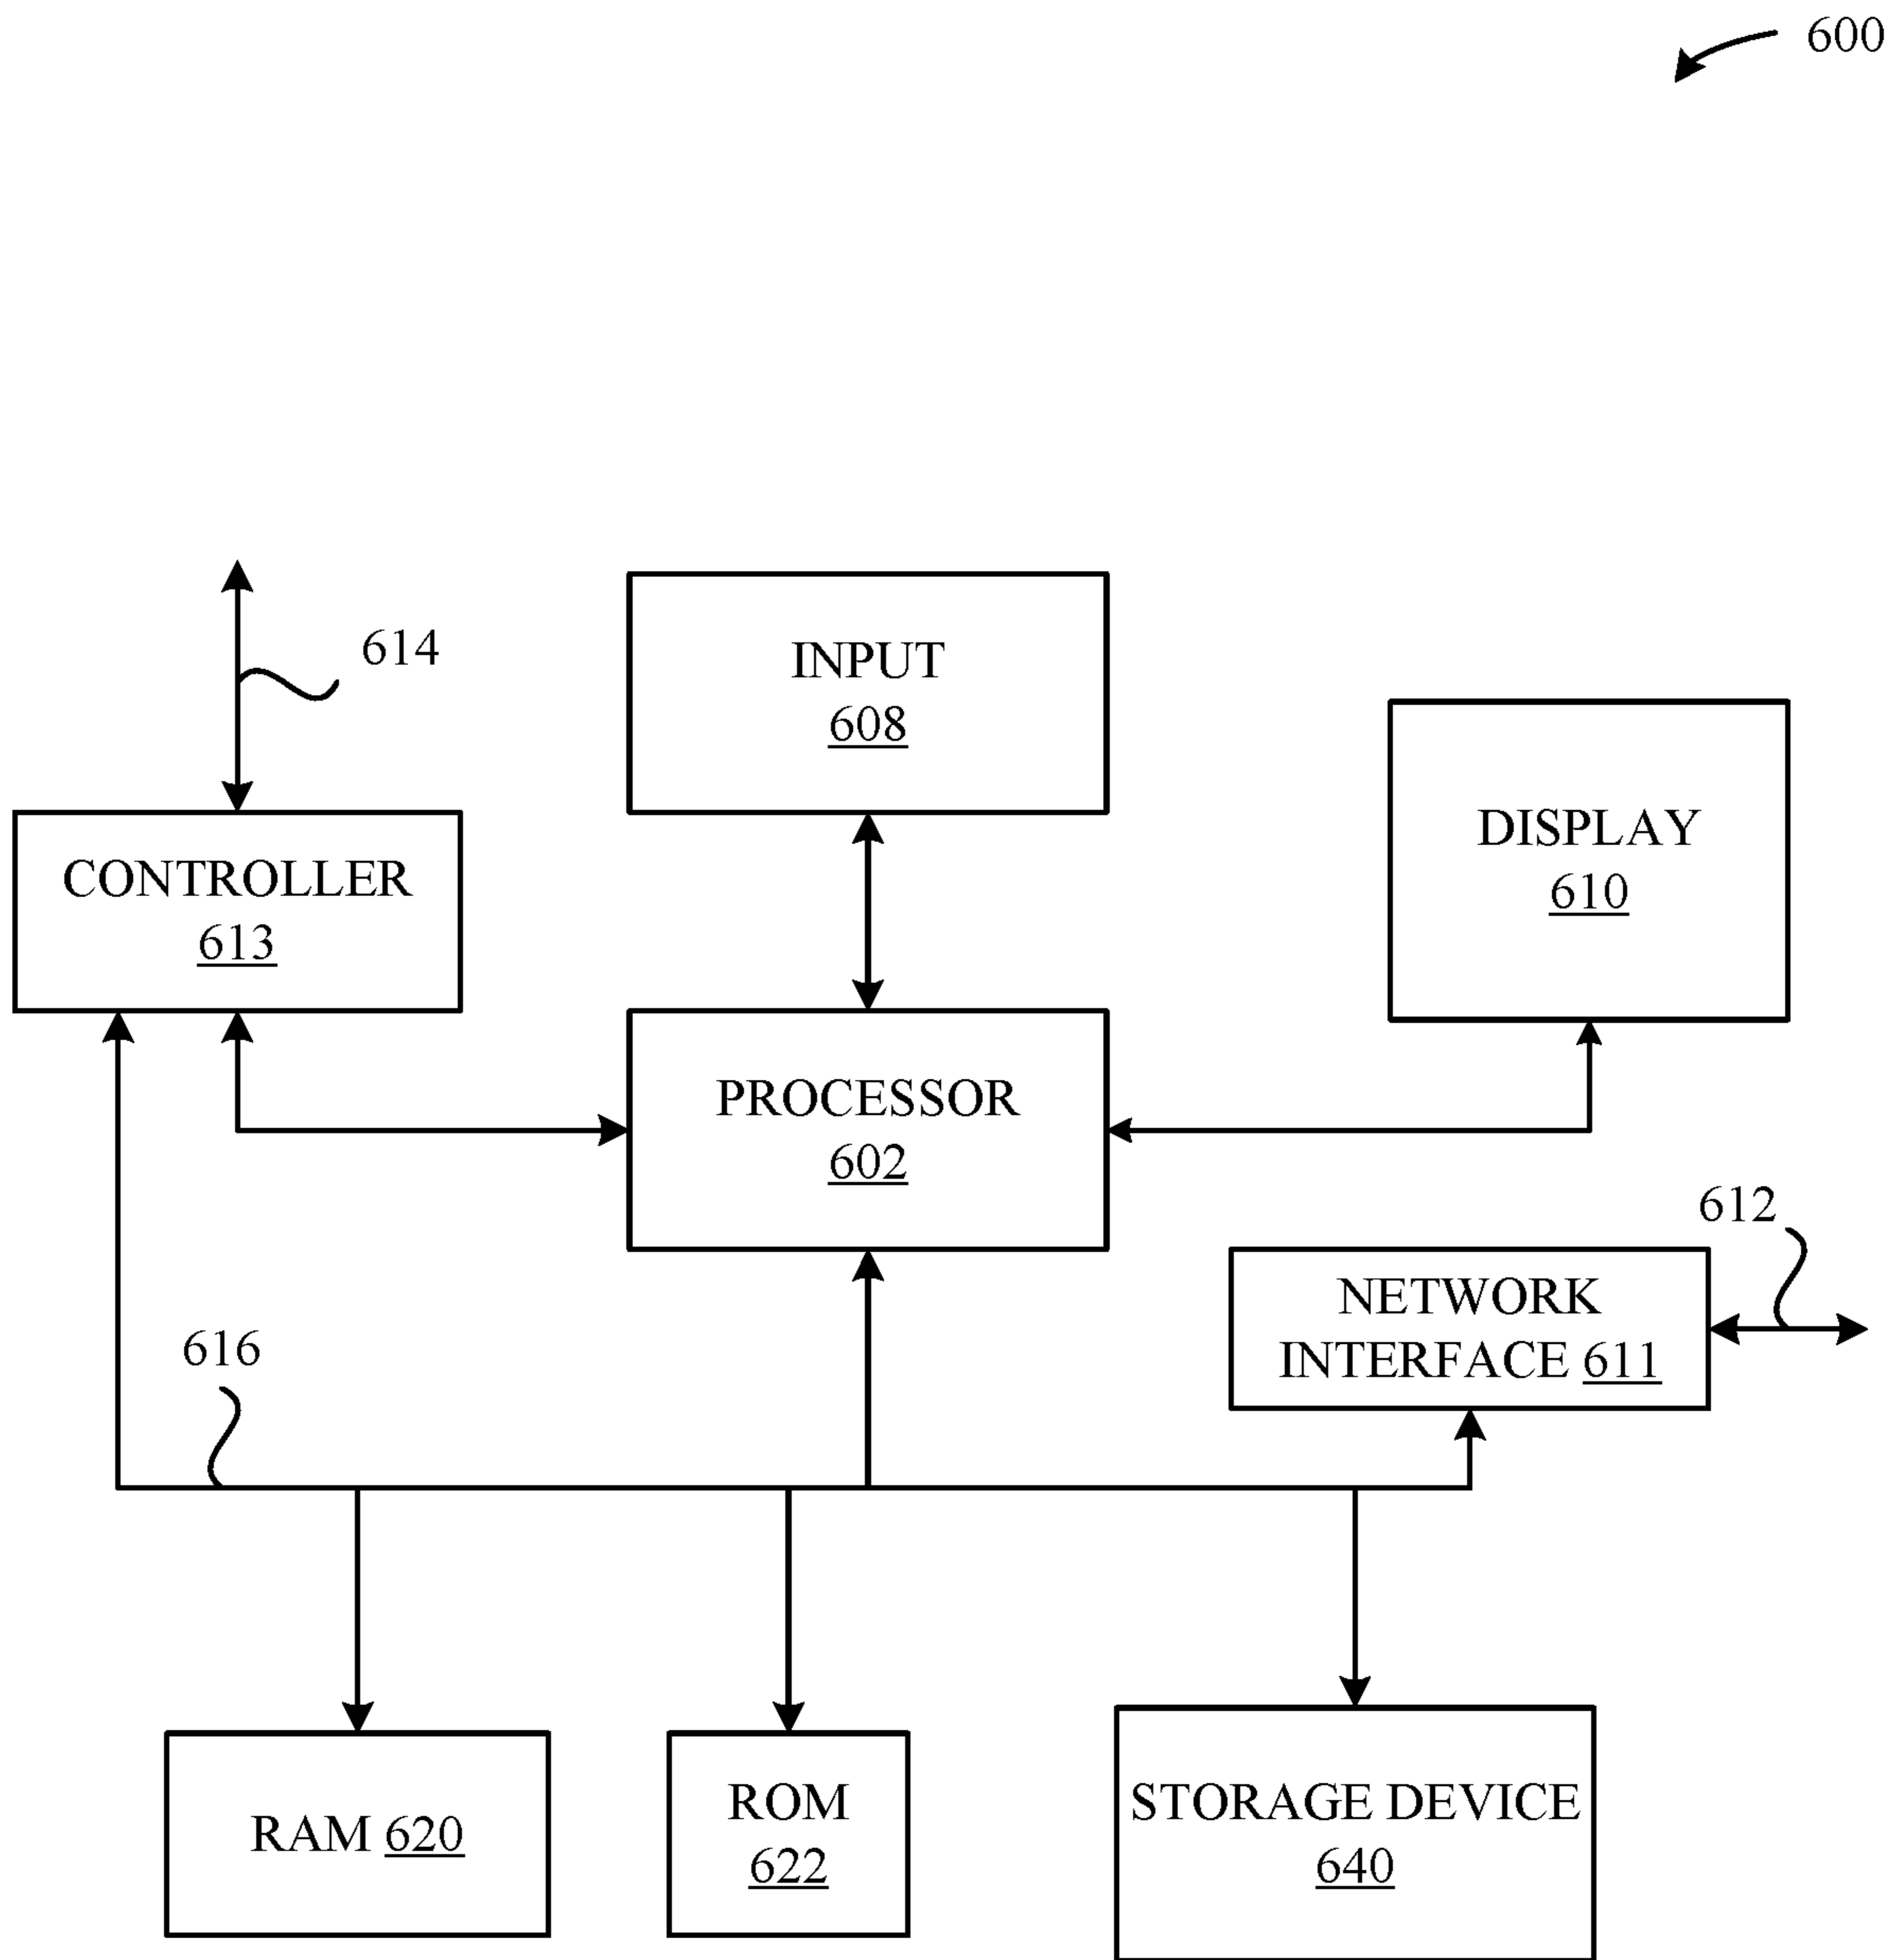 600
614
INPUT
608
DISPLAY
610
CONTROLLER
613
PROCESSOR
602
612
NETWORK
INTERFACE 611
616
RAM 620
ROM
622
STORAGE DEVICE
640